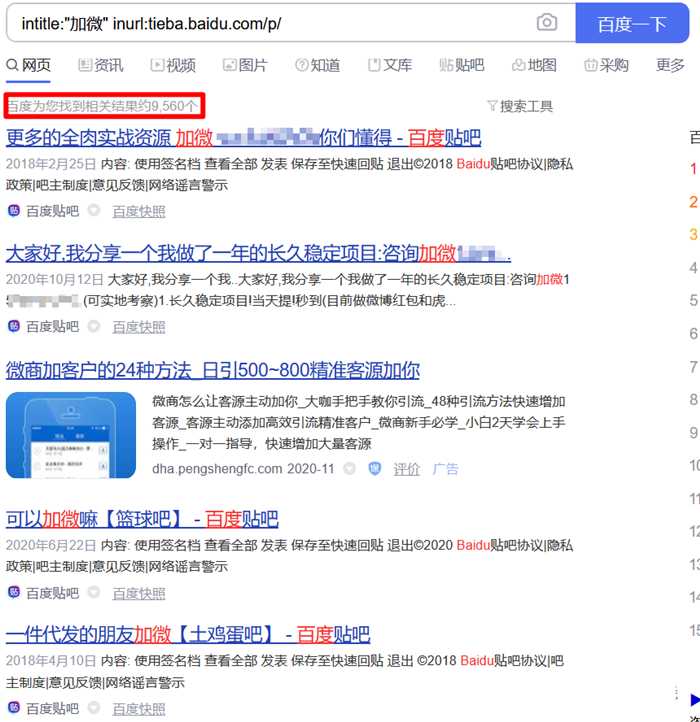 intitle:"加微" inurl:tieba.baidu.com/p/
百度一下
网页 资讯 视频 图片 知道 文库 贴吧 地图 采购 更多
百度为您找到相关结果约9,560个
搜索工具
更多的全肉实战资源 加微 你们懂得 - 百度贴吧
2018年2月25日 内容: 使用签名档 查看全部 发表 保存至快速回贴 退出©2018 Baidu贴吧协议|隐私
政策|吧主制度|意见反馈|网络谣言警示
百度贴吧 百度快照
大家好,我分享一个我做了一年的长久稳定项目:咨询加微
2020年10月12日 大家好,我分享一个我..大家好,我分享一个我做了一年的长久稳定项目:咨询加微1
(可实地考察)1.长久稳定项目!当天提!秒到(目前做微博红包和虎...
百度贴吧 百度快照
微商加客户的24种方法_日引500~800精准客源加你
微商怎么让客源主动加你_大咖手把手教你引流_48种引流方法快速增加
客源_客源主动添加高效引流精准客户_微商新手必学_小白2天学会上手
操作_一对一指导，快速增加大量客源
dha.pengshengfc.com 2020-11 评价 广告
可以加微嘛【篮球吧】 - 百度贴吧
2020年6月22日 内容: 使用签名档 查看全部 发表 保存至快速回贴 退出©2020 Baidu贴吧协议|隐私
政策|吧主制度|意见反馈|网络谣言警示
百度贴吧 百度快照
一件代发的朋友加微【土鸡蛋吧】 - 百度贴吧
2018年4月10日 内容: 使用签名档 查看全部 发表 保存至快速回贴 退出 ©2018 Baidu贴吧协议|吧
主制度|意见反馈|网络谣言警示
百度贴吧 百度快照
百
1
2
3
4
5
6
7
8
9